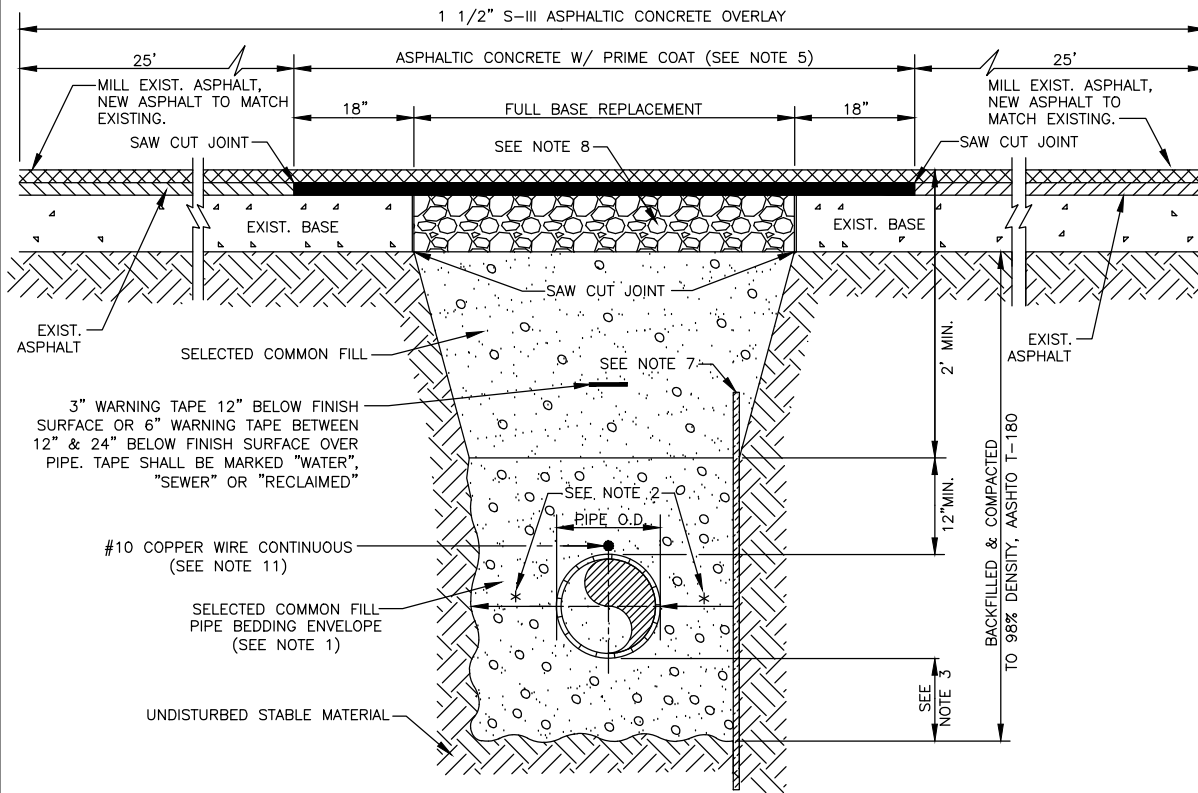 1 1/2" S-III ASPHALTIC CONCRETE OVERLAY
25'
ASPHALTIC CONCRETE W/ PRIME COAT (SEE NOTE 5)
25'
MILL EXIST. ASPHALT,
NEW ASPHALT TO MATCH
EXISTING.
18"
FULL BASE REPLACEMENT
18"
MILL EXIST. ASPHALT,
NEW ASPHALT TO
MATCH EXISTING.
SAW CUT JOINT
SEE NOTE 8
SAW CUT JOINT
EXIST. BASE
EXIST. BASE
SAW CUT JOINT
EXIST.
ASPHALT
EXIST.
ASPHALT
SELECTED COMMON FILL
SEE NOTE 7
2' MIN.
3" WARNING TAPE 12" BELOW FINISH
SURFACE OR 6" WARNING TAPE BETWEEN
12" & 24" BELOW FINISH SURFACE OVER
PIPE. TAPE SHALL BE MARKED "WATER",
"SEWER" OR "RECLAIMED"
SEE NOTE 2
PIPE O.D.
12"MIN.
#10 COPPER WIRE CONTINUOUS
(SEE NOTE 11)
SELECTED COMMON FILL
PIPE BEDDING ENVELOPE
(SEE NOTE 1)
BACKFILLED & COMPACTED
TO 98% DENSITY, AASHTO T-180
SEE
NOTE 3
UNDISTURBED STABLE MATERIAL